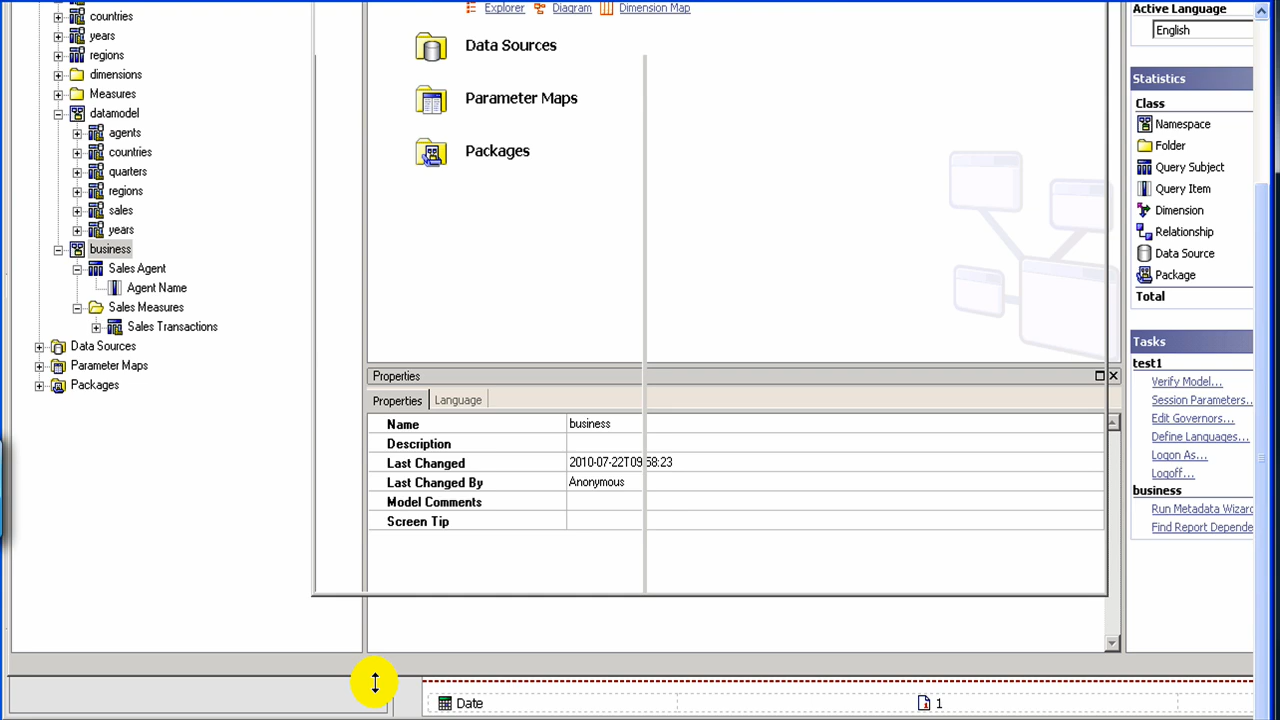 countries
years
regions
dimensions
Measures
datamodel
agents
countries
quarters
regions
sales
years
business
Sales Agent
Agent Name
Sales Measures
Sales Transactions
Data Sources
Parameter Maps
Packages
Explorer Diagram Dimension Map
Data Sources
Parameter Maps
Packages
Properties
Properties Language
Name business
Description
Last Changed 2010-07-22T09:58:23
Last Changed By Anonymous
Model Comments
Screen Tip
Active Language
English
Statistics
Class
Namespace
Folder
Query Subject
Query Item
Dimension
Relationship
Data Source
Package
Total
Tasks
test1
Verify Model...
Session Parameters...
Edit Governors...
Define Languages...
Logon As...
Logoff...
business
Run Metadata Wizar
Find Report Depende
Date 1